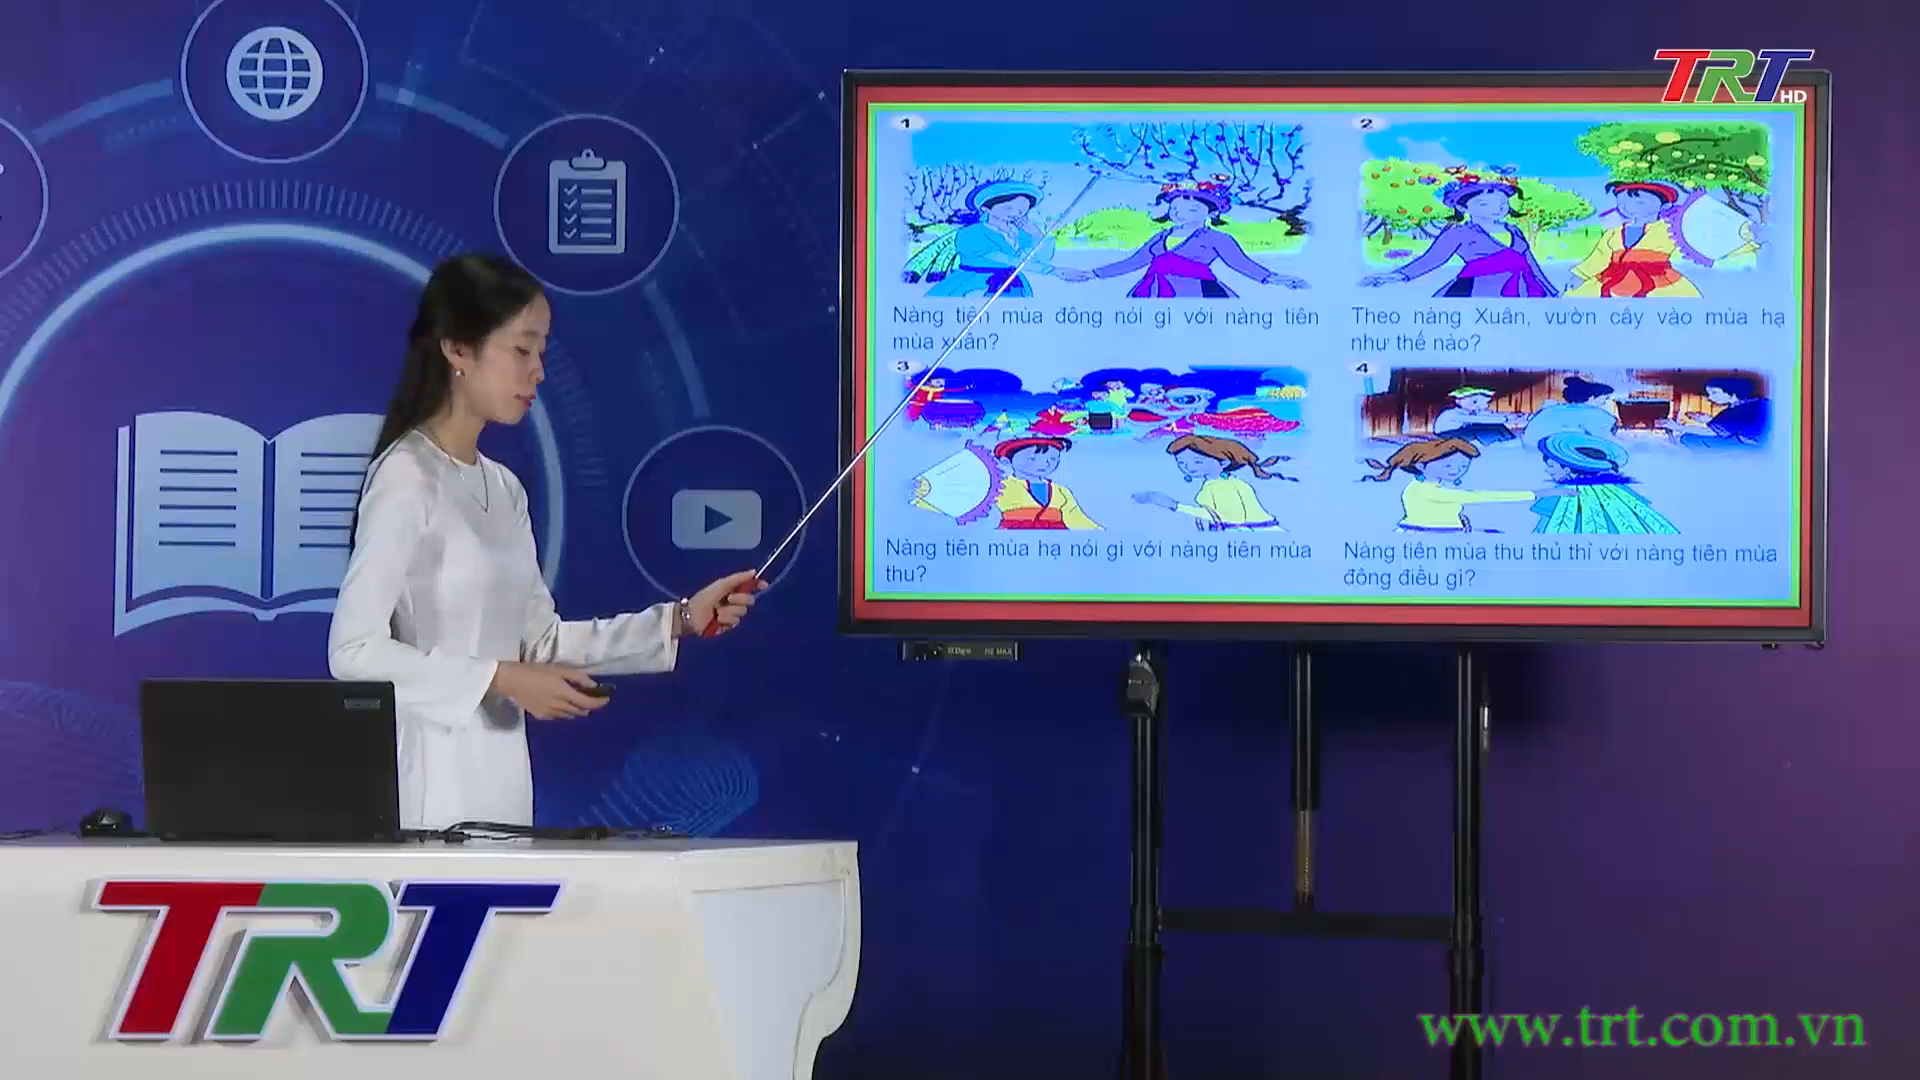 TRT HD
1
2
Nàng tiên mùa đông nói gì với nàng tiên
mùa xuân?
Theo nàng Xuân, vườn cây vào mùa hạ
như thế nào?
3
4
Nàng tiên mùa hạ nói gì với nàng tiên mùa
thu?
Nàng tiên mùa thu thủ thỉ với nàng tiên mùa
đông điều gì?
TRT
www.trt.com.vn